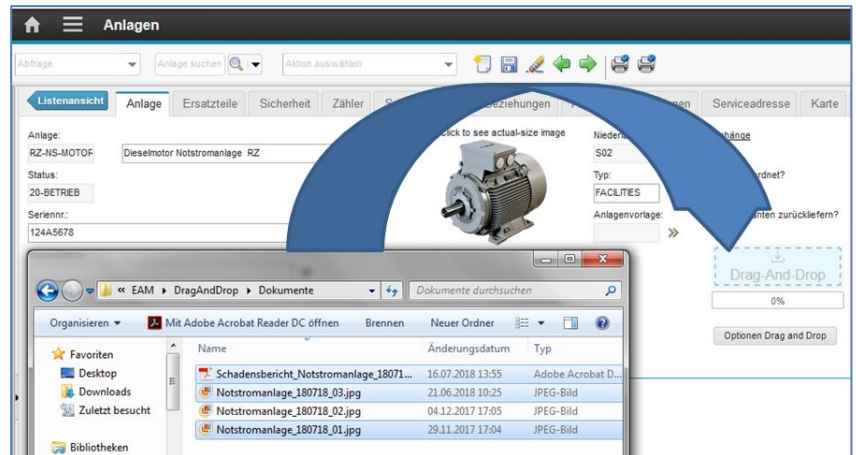 Anlagen
Abfrage Anlage suchen Aktion auswählen
Listenansicht Anlage Ersatzteile Sicherheit Zähler Beziehungen Serviceadresse Karte
Anlage: Click to see actual-size image
RZ-NS-MOTOR Dieselmotor Notstromanlage RZ S02
Status: Typ:
20-BETRIEB FACILITIES
Seriennr.: Anlagenvorlage: zurückliefern?
124A5678
Drag-And-Drop
0%
Optionen Drag and Drop
« EAM DragAndDrop Dokumente Dokumente durchsuchen
Organisieren Mit Adobe Acrobat Reader DC öffnen Brennen Neuer Ordner
Favoriten Name Änderungsdatum Typ
Desktop Schadensbericht_Notstromanlage_18071... 16.07.2018 13:55 Adobe Acrobat D...
Downloads Notstromanlage_180718_03.jpg 21.06.2018 10:25 JPEG-Bild
Zuletzt besucht Notstromanlage_180718_02.jpg 04.12.2017 17:05 JPEG-Bild
Notstromanlage_180718_01.jpg 29.11.2017 17:04 JPEG-Bild
Bibliotheken